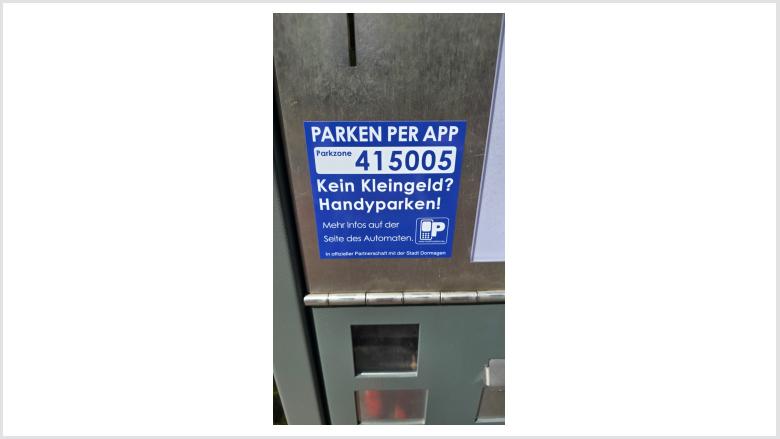 PARKEN PER APP
Parkzone 415005
Kein Kleingeld?
Handyparken!
Mehr Infos auf der
Seite des Automaten.
P
In offizieller Partnerschaft mit der Stadt Dormagen